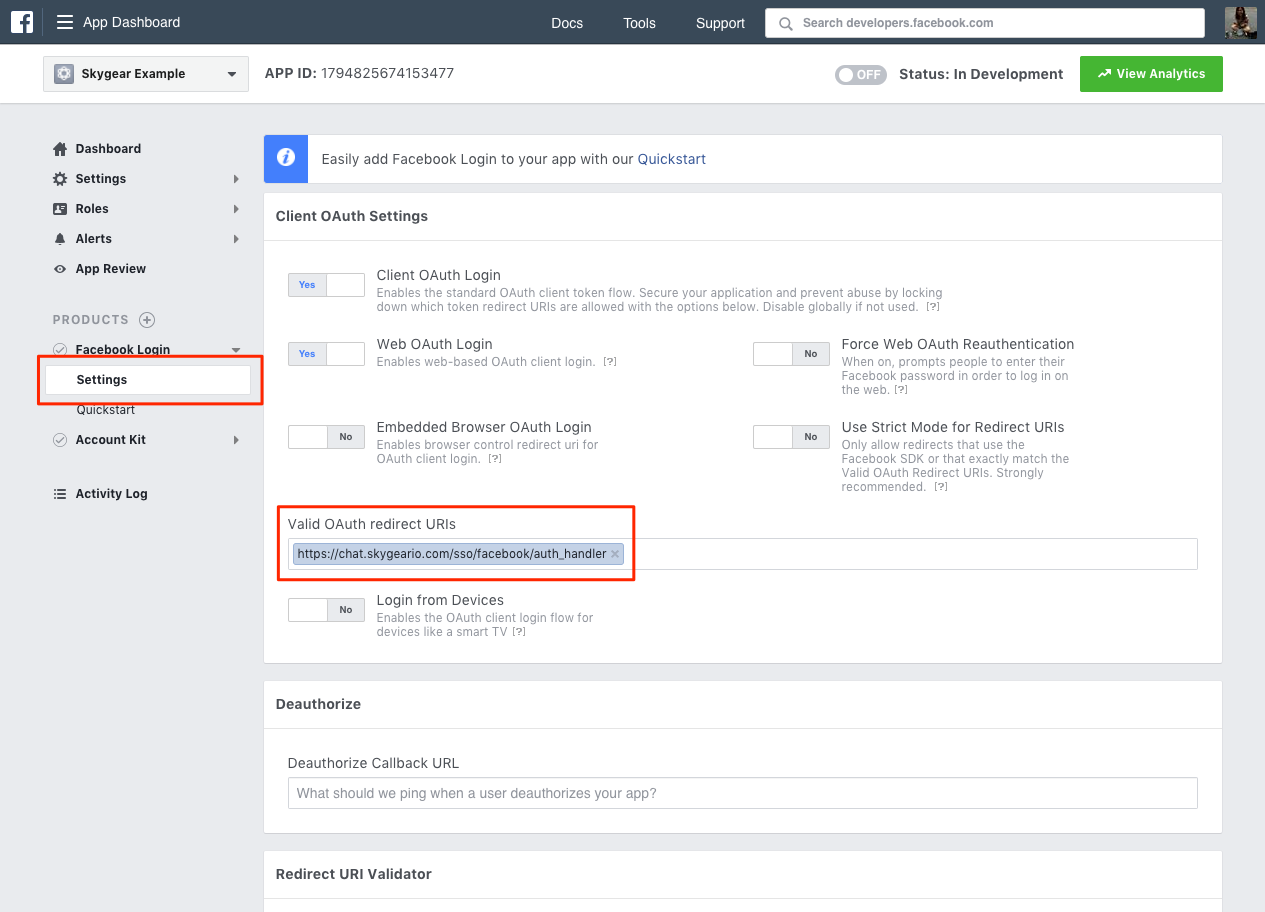 App Dashboard
Docs
Tools
Support
Search developers.facebook.com
Skygear Example
APP ID: 1794825674153477
OFF
Status: In Development
View Analytics
Dashboard
Settings
Roles
Alerts
App Review
PRODUCTS
Facebook Login
Settings
Quickstart
Account Kit
Activity Log
Easily add Facebook Login to your app with our Quickstart
Client OAuth Settings
Yes
Client OAuth Login
Enables the standard OAuth client token flow. Secure your application and prevent abuse by locking
down which token redirect URIs are allowed with the options below. Disable globally if not used. [?]
Yes
Web OAuth Login
Enables web-based OAuth client login. [?]
No
Force Web OAuth Reauthentication
When on, prompts people to enter their
Facebook password in order to log in on
the web. [?]
No
Embedded Browser OAuth Login
Enables browser control redirect uri for
OAuth client login. [?]
No
Use Strict Mode for Redirect URIs
Only allow redirects that use the
Facebook SDK or that exactly match the
Valid OAuth Redirect URIs. Strongly
recommended. [?]
Valid OAuth redirect URIs
https://chat.skygeario.com/sso/facebook/auth_handler ×
No
Login from Devices
Enables the OAuth client login flow for
devices like a smart TV [?]
Deauthorize
Deauthorize Callback URL
What should we ping when a user deauthorizes your app?
Redirect URI Validator